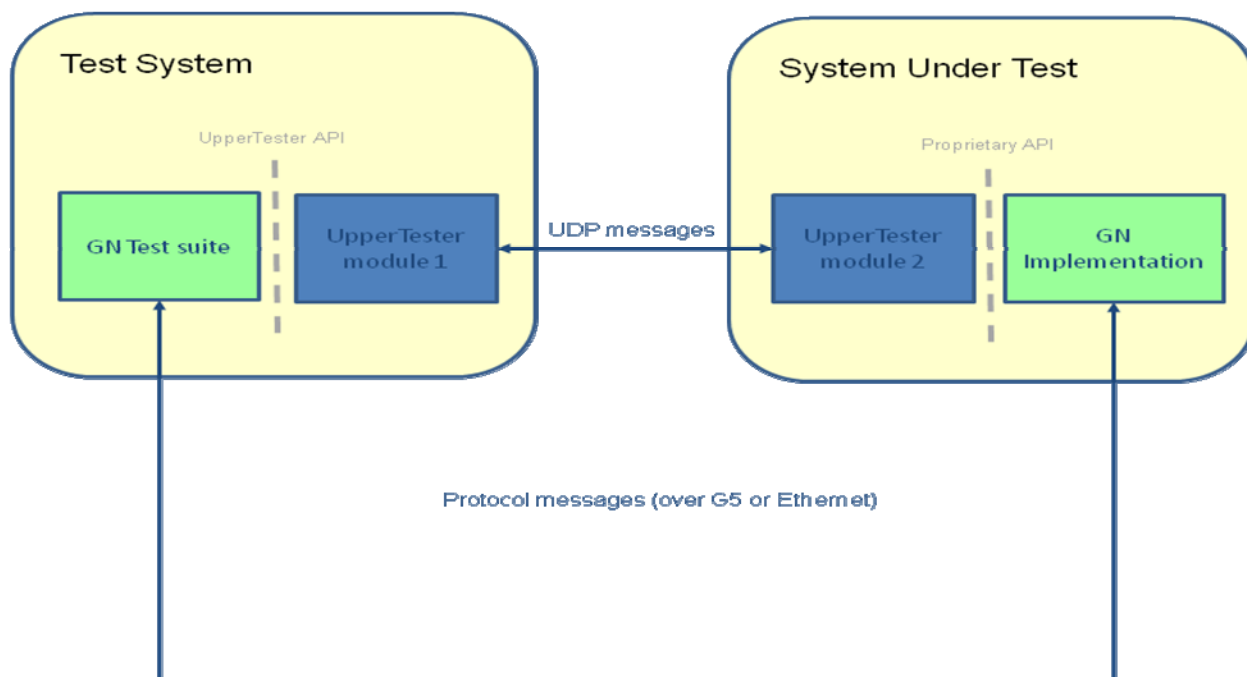 Test System
System Under Test
UpperTester API
Proprietary API
GN Test suite
UpperTester
module 1
UDP messages
UpperTester
module 2
GN
Implementation
Protocol messages (over G5 or Ethernet)